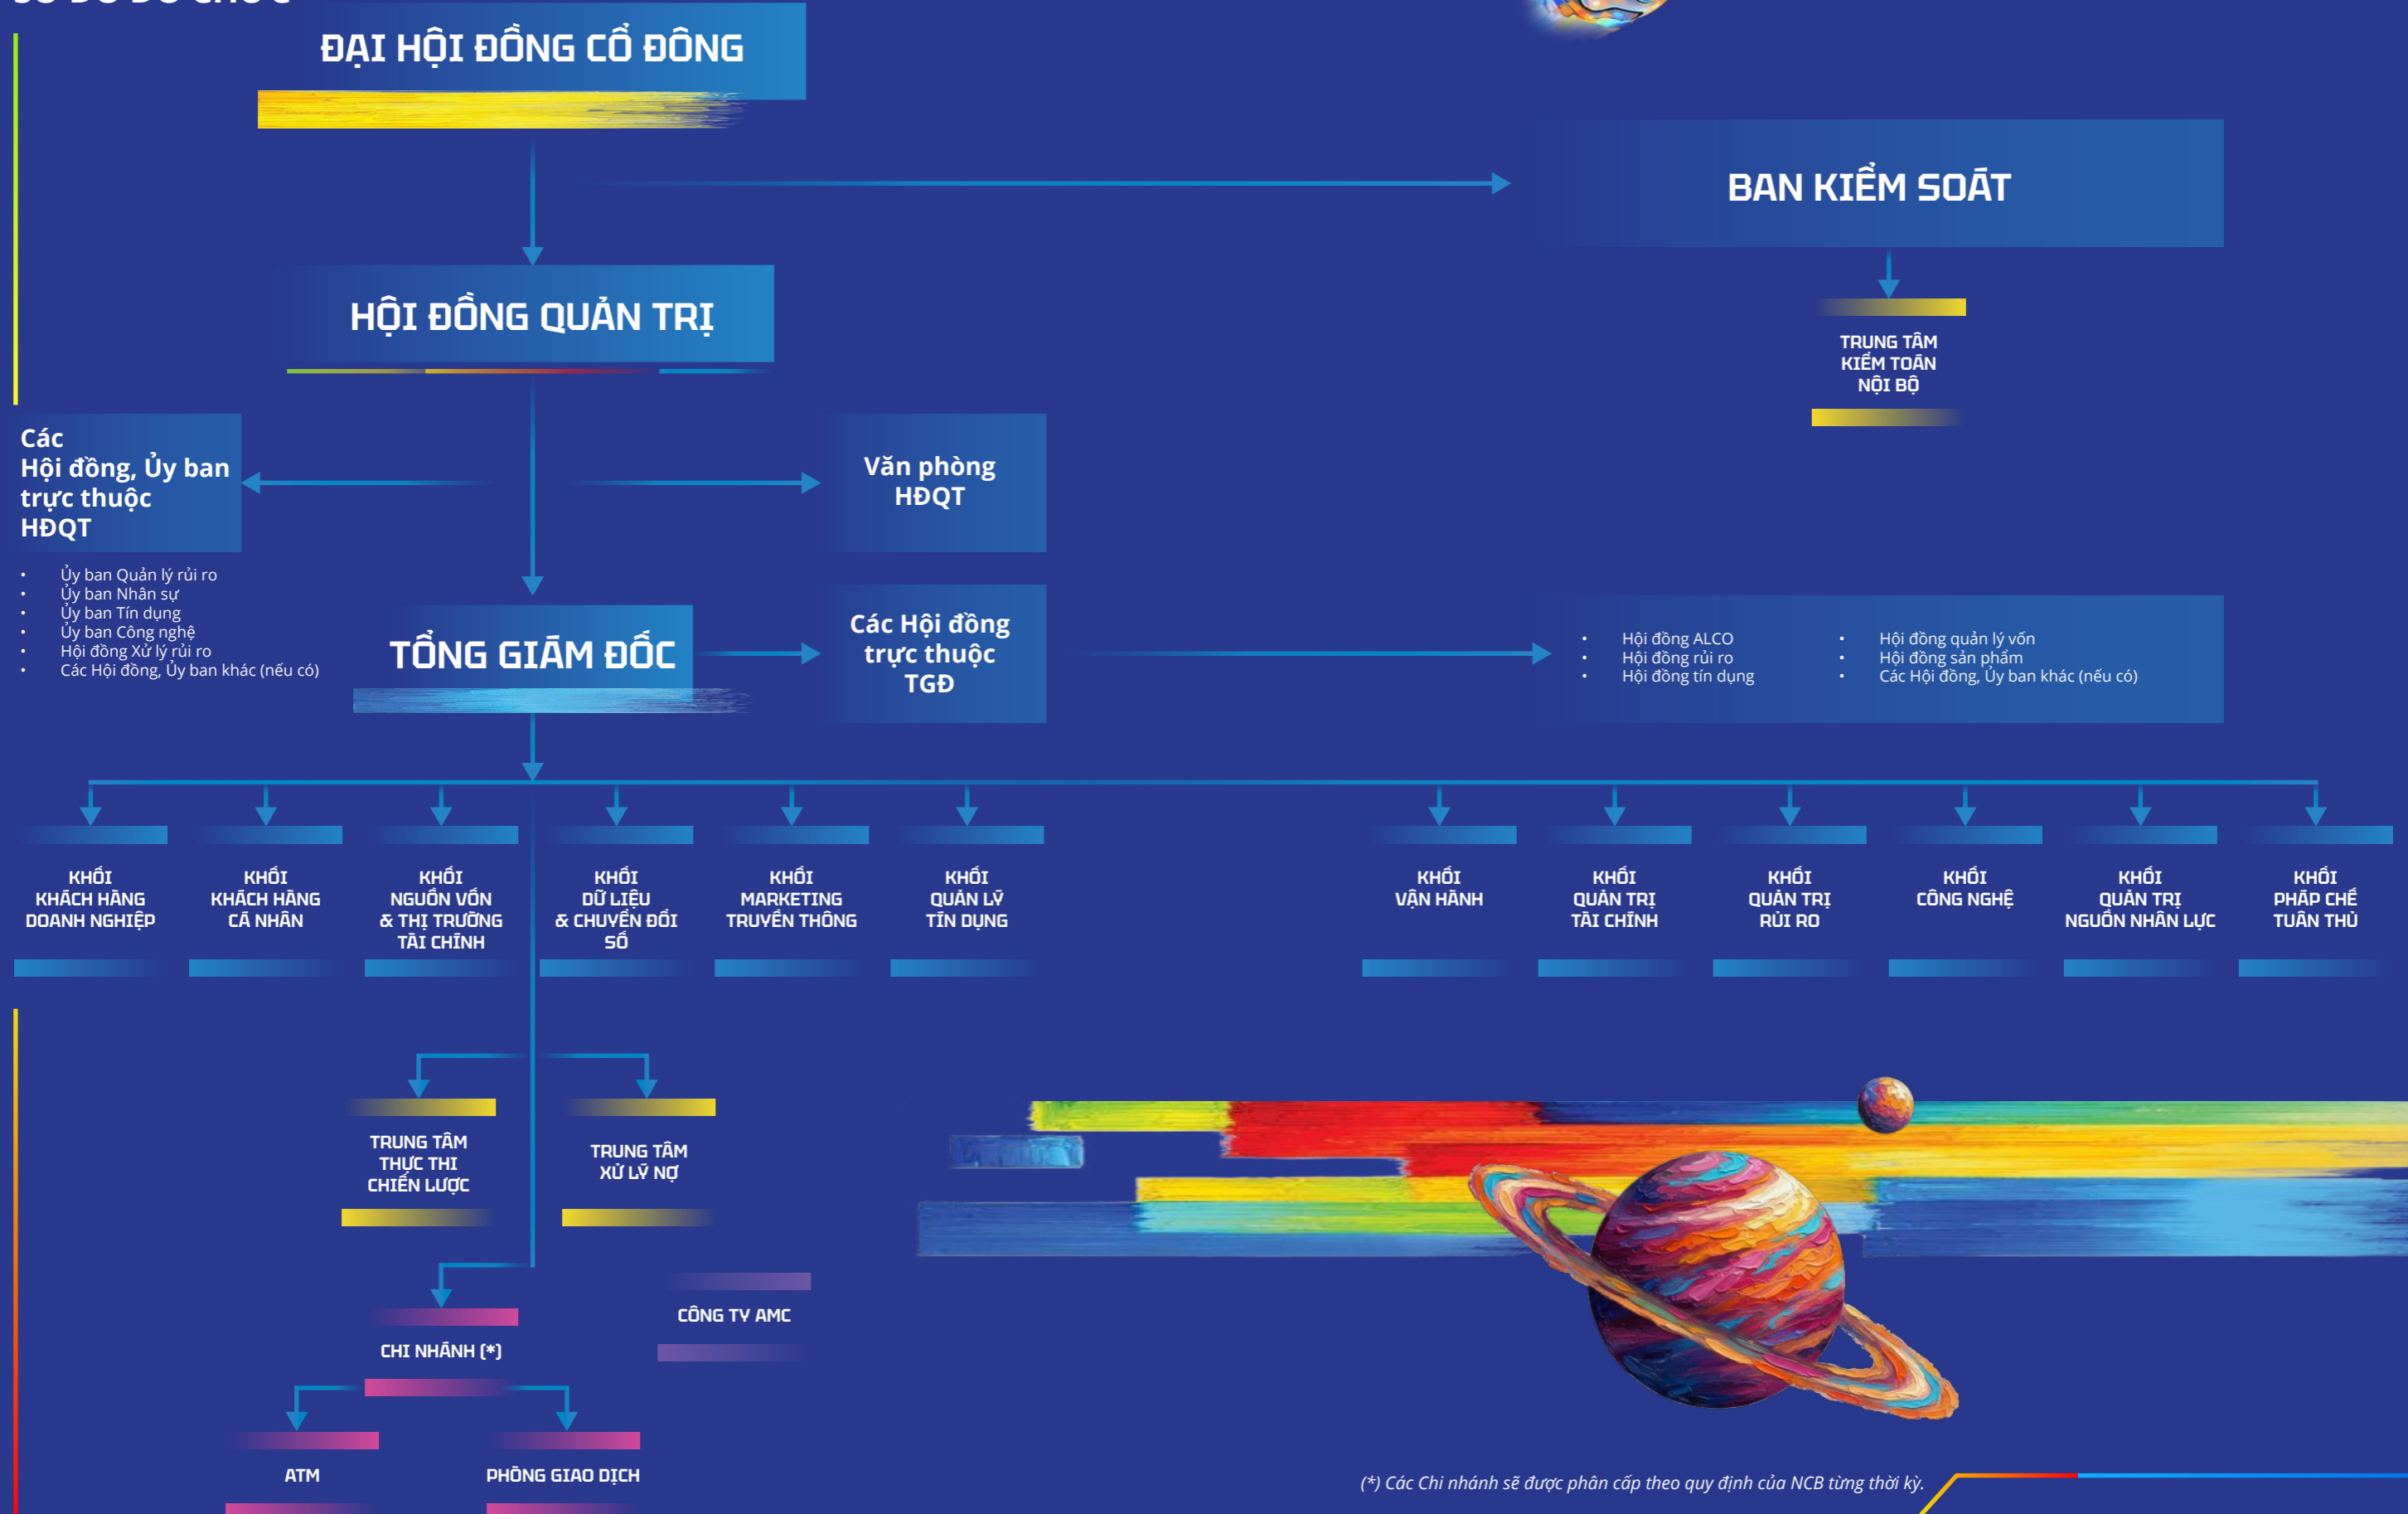 ĐẠI HỘI ĐỒNG CỔ ĐÔNG
BAN KIỂM SOÁT
HỘI ĐỒNG QUẢN TRỊ
TRUNG TÂM
KIỂM TOÁN
NỘI BỘ
Các
Hội đồng, Ủy ban
trực thuộc
HĐQT
Văn phòng
HĐQT
• Ủy ban Quản lý rủi ro
• Ủy ban Nhân sự
• Ủy ban Tín dụng
• Ủy ban Công nghệ
• Hội đồng Xử lý rủi ro
• Các Hội đồng, Ủy ban khác (nếu có)
TỔNG GIÁM ĐỐC
Các Hội đồng
trực thuộc
TGĐ
• Hội đồng ALCO
• Hội đồng rủi ro
• Hội đồng tín dụng
• Hội đồng quản lý vốn
• Hội đồng sản phẩm
• Các Hội đồng, Ủy ban khác (nếu có)
KHỐI
KHÁCH HÀNG
DOANH NGHIỆP
KHỐI
KHÁCH HÀNG
CÁ NHÂN
KHỐI
NGUỒN VỐN
& THỊ TRƯỜNG
TÀI CHÍNH
KHỐI
DỮ LIỆU
& CHUYỂN ĐỔI
SỐ
KHỐI
MARKETING
TRUYỀN THÔNG
KHỐI
QUẢN LÝ
TÍN DỤNG
KHỐI
VẬN HÀNH
KHỐI
QUẢN TRỊ
TÀI CHÍNH
KHỐI
QUẢN TRỊ
RỦI RO
KHỐI
CÔNG NGHỆ
KHỐI
QUẢN TRỊ
NGUỒN NHÂN LỰC
KHỐI
PHÁP CHẾ
TUÂN THỦ
TRUNG TÂM
THỰC THI
CHIẾN LƯỢC
TRUNG TÂM
XỬ LÝ NỢ
CÔNG TY AMC
CHI NHÁNH (*)
ATM
PHÒNG GIAO DỊCH
(*) Các Chi nhánh sẽ được phân cấp theo quy định của NCB từng thời kỳ.